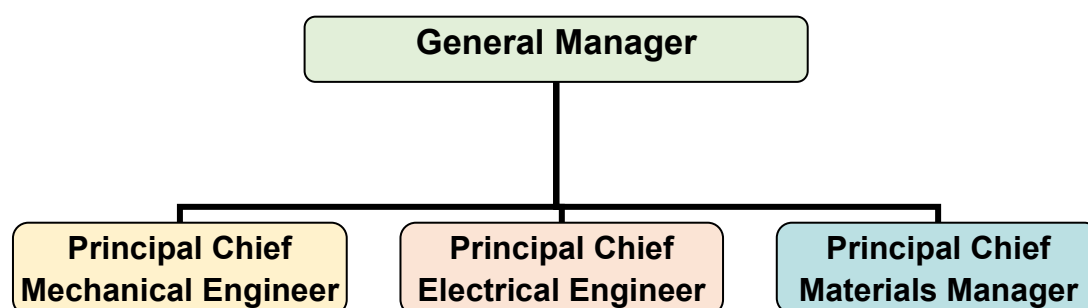 General Manager
Principal Chief
Mechanical Engineer
Principal Chief
Electrical Engineer
Principal Chief
Materials Manager